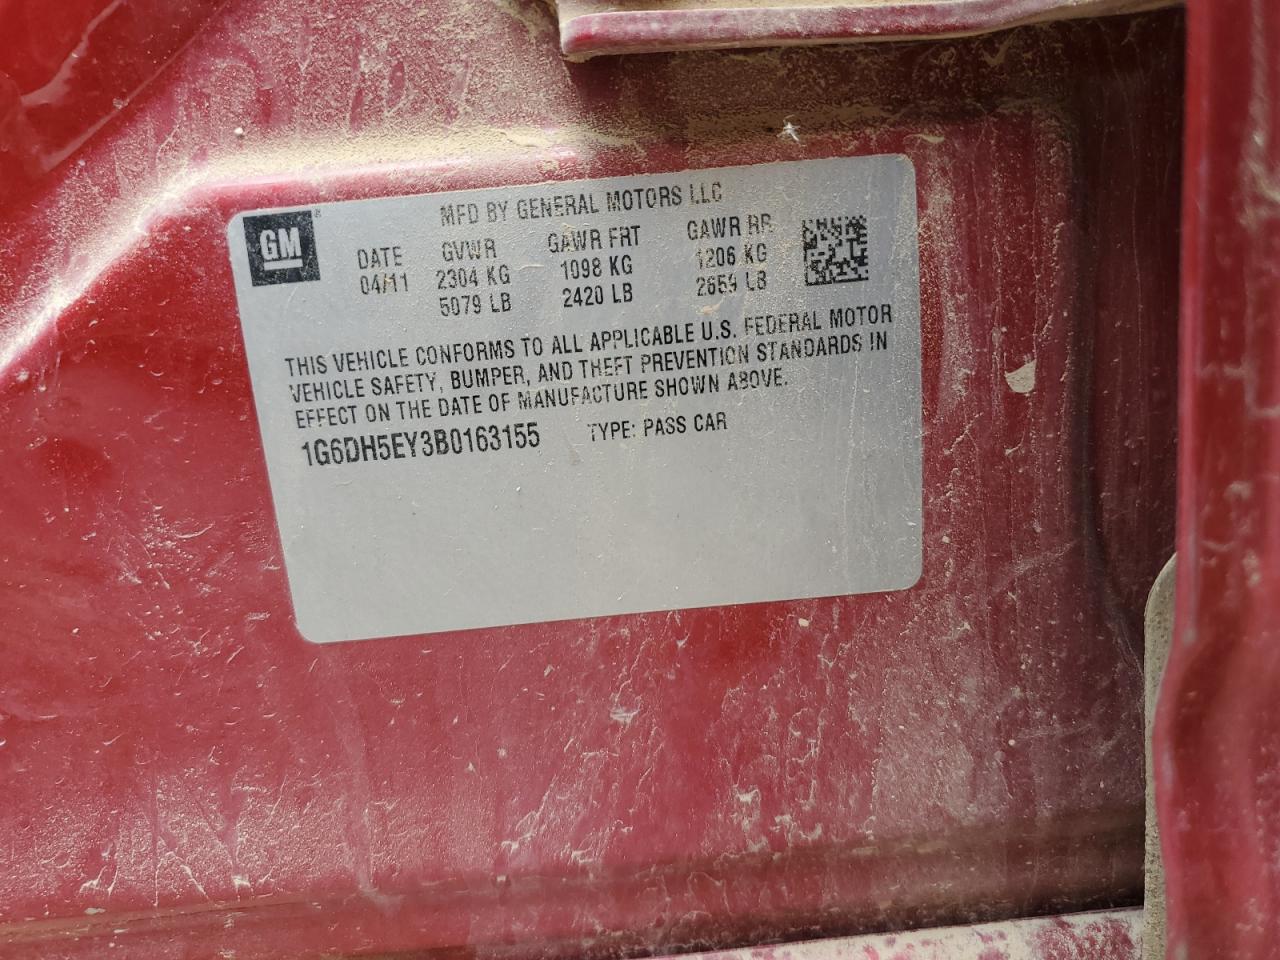 GM®
MFD BY GENERAL MOTORS LLC
DATE GVWR GAWR FRT GAWR RR
04/11 2304 KG 1098 KG 1206 KG
5079 LB 2420 LB 2659 LB
THIS VEHICLE CONFORMS TO ALL APPLICABLE U.S. FEDERAL MOTOR
VEHICLE SAFETY, BUMPER, AND THEFT PREVENTION STANDARDS IN
EFFECT ON THE DATE OF MANUFACTURE SHOWN ABOVE.
1G6DH5EY3B0163155 TYPE: PASS CAR